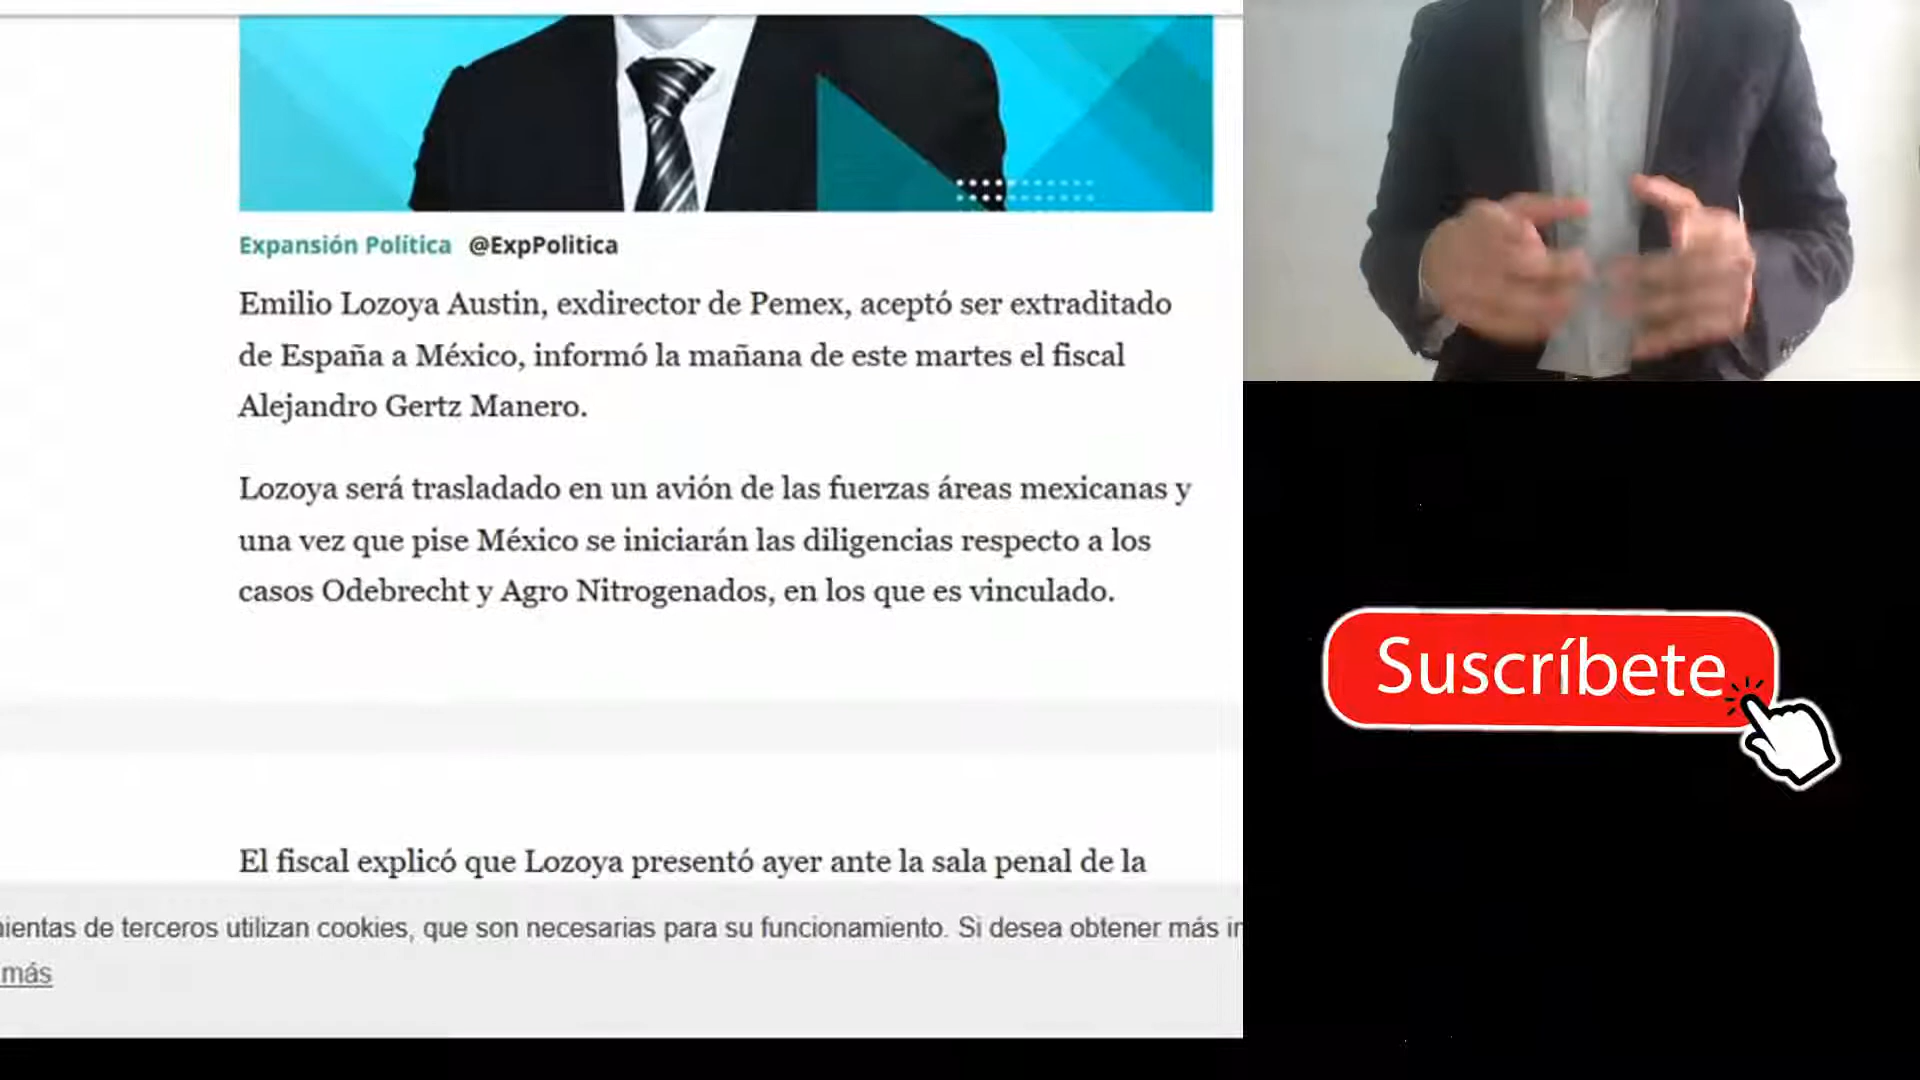 Expansión Política @ExpPolitica
Emilio Lozoya Austin, exdirector de Pemex, aceptó ser extraditado
de España a México, informó la mañana de este martes el fiscal
Alejandro Gertz Manero.
Lozoya será trasladado en un avión de las fuerzas áreas mexicanas y
una vez que pise México se iniciarán las diligencias respecto a los
casos Odebrecht y Agro Nitrogenados, en los que es vinculado.
El fiscal explicó que Lozoya presentó ayer ante la sala penal de la
utilizan cookies, que son necesarias para su funcionamiento. Si desea obtener más
más
Suscríbete